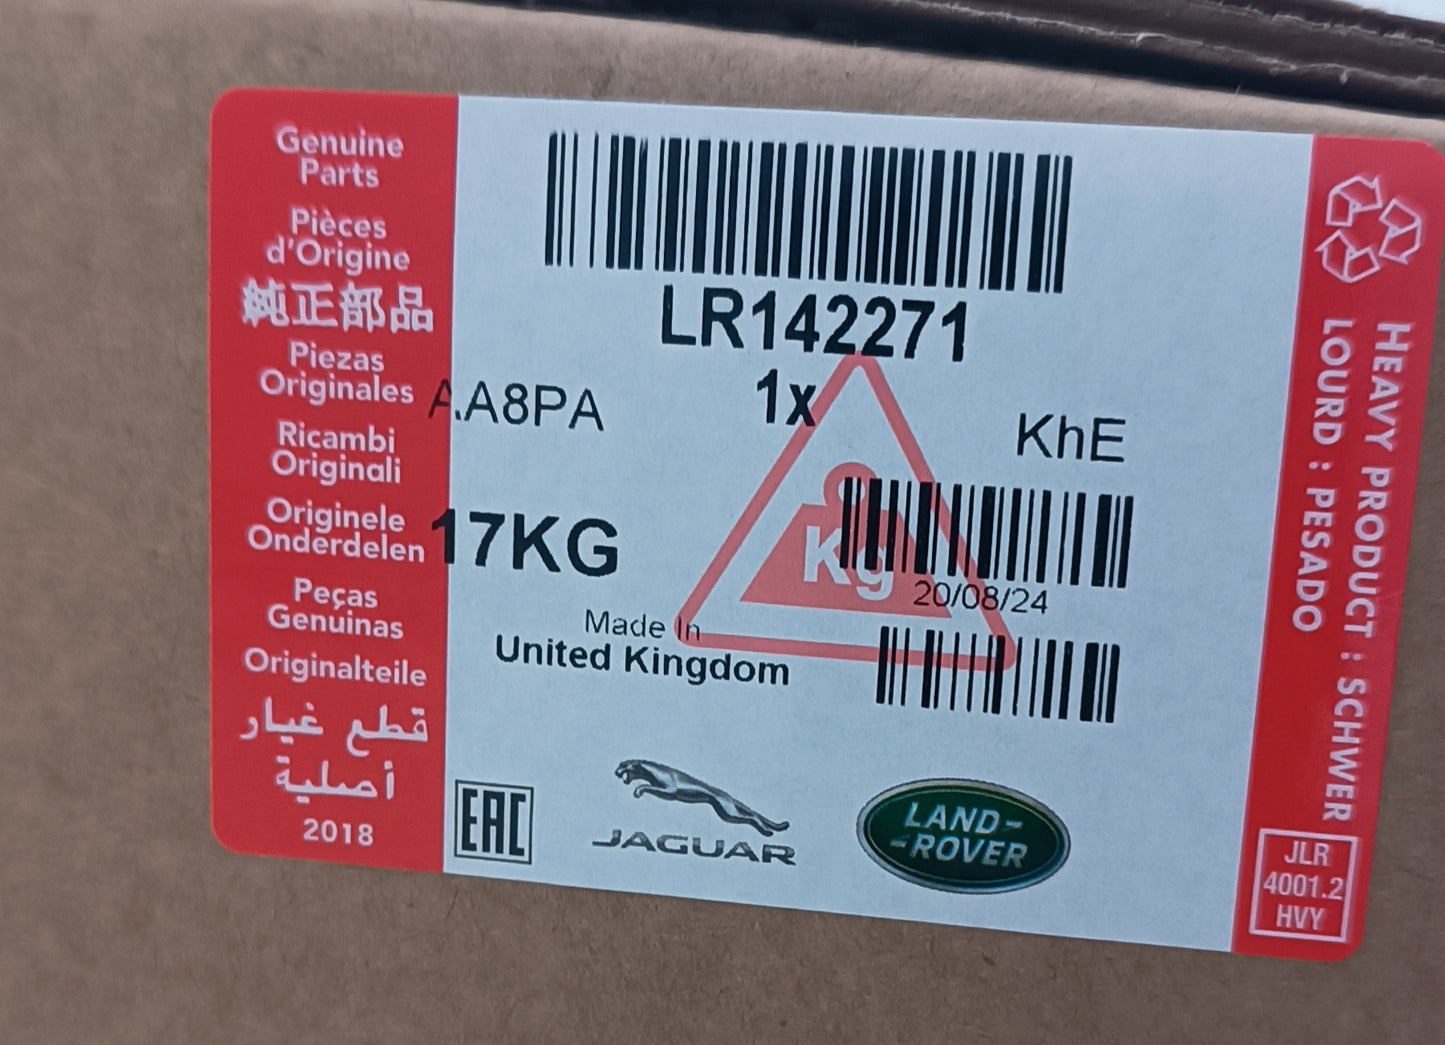 Genuine
Parts
Pièces
d'Origine
純正部品
Piezas
Originales
Ricambi
Originali
Originele
Onderdelen
Peças
Genuinas
Originalteile
قطع غيار
أصلية
2018
LR142271
AA8PA
1x
KhE
17KG
Kg
20/08/24
Made In
United Kingdom
EAC
JAGUAR
LAND-
-ROVER
HEAVY PRODUCT : SCHWER
LOURD : PESADO
JLR
4001.2
HVY